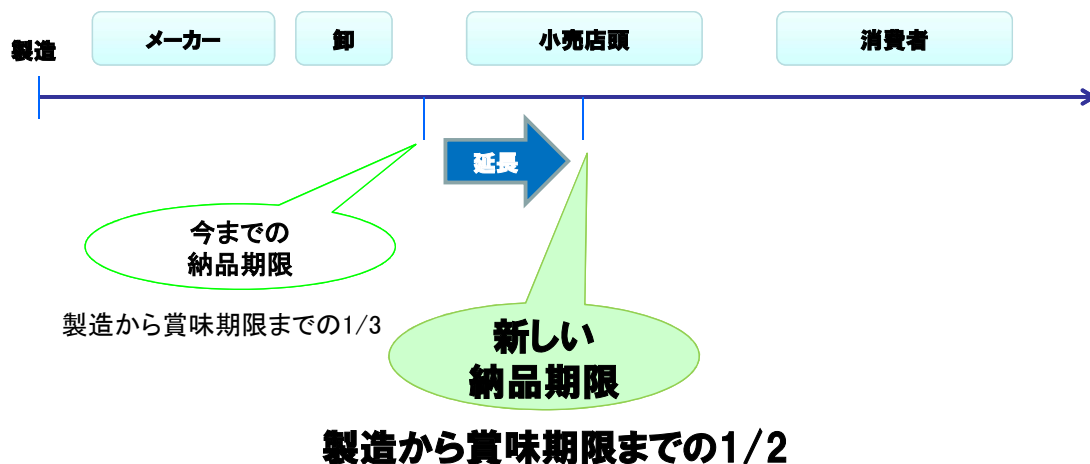 製造
メーカー
卸
小売店頭
消費者
延長
今までの
納品期限
製造から賞味期限までの1/3
新しい
納品期限
製造から賞味期限までの1/2